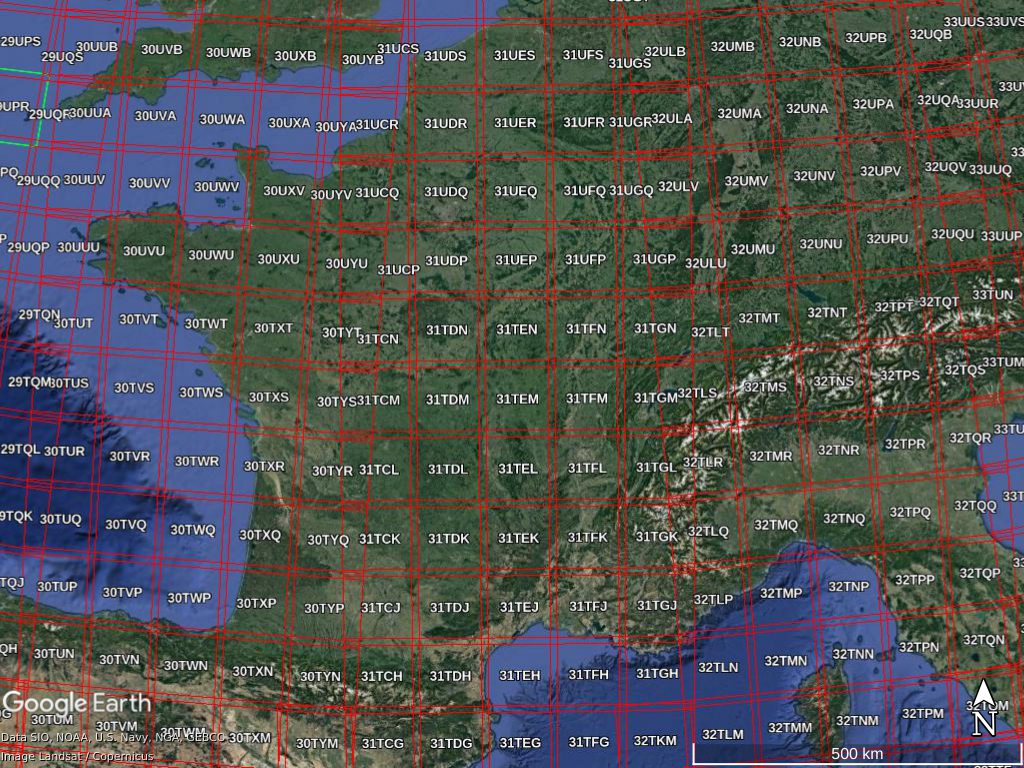 33UUS 33UVS
29UPS 29UQS 30UUB 30UVB 30UWB 30UXB 30UYB 31UCS 31UDS 31UES 31UFS 31UGS 32ULB 32UMB 32UNB 32UPB 32UQB
29UQR 30UUA 30UVA 30UWA 30UXA 30UYA 31UCR 31UDR 31UER 31UFR 31UGR 32ULA 32UMA 32UNA 32UPA 32UQA 33UUR
29UQQ 30UUV 30UVV 30UWV 30UXV 30UYV 31UCQ 31UDQ 31UEQ 31UFQ 31UGQ 32ULV 32UMV 32UNV 32UPV 32UQV 33UUQ
29UQP 30UUU 30UVU 30UWU 30UXU 30UYU 31UCP 31UDP 31UEP 31UFP 31UGP 32ULU 32UMU 32UNU 32UPU 32UQU 33UUP
29TQN 30TUT 30TVT 30TWT 30TXT 30TYT 31TCN 31TDN 31TEN 31TFN 31TGN 32TLT 32TMT 32TNT 32TPT 32TQT 33TUN
29TQM 30TUS 30TVS 30TWS 30TXS 30TYS 31TCM 31TDM 31TEM 31TFM 31TGM 32TLS 32TMS 32TNS 32TPS 32TQS 33TUM
29TQL 30TUR 30TVR 30TWR 30TXR 30TYR 31TCL 31TDL 31TEL 31TFL 31TGL 32TLR 32TMR 32TNR 32TPR 32TQR 33TU
9TQK 30TUQ 30TVQ 30TWQ 30TXQ 30TYQ 31TCK 31TDK 31TEK 31TFK 31TGK 32TLQ 32TMQ 32TNQ 32TPQ 32TQQ 33T
TQJ 30TUP 30TVP 30TWP 30TXP 30TYP 31TCJ 31TDJ 31TEJ 31TFJ 31TGJ 32TLP 32TMP 32TNP 32TPP 32TQP
QH 30TUN 30TVN 30TWN 30TXN 30TYN 31TCH 31TDH 31TEH 31TFH 31TGH 32TLN 32TMN 32TNN 32TPN 32TQN
30TUM 30TVM 30TWM 30TXM 30TYM 31TCG 31TDG 31TEG 31TFG 32TKM 32TLM 32TMM 32TNM 32TPM 32TQM
Google Earth
Data SIO, NOAA, U.S. Navy, NGA, GEBCO
Image Landsat / Copernicus
N
500 km